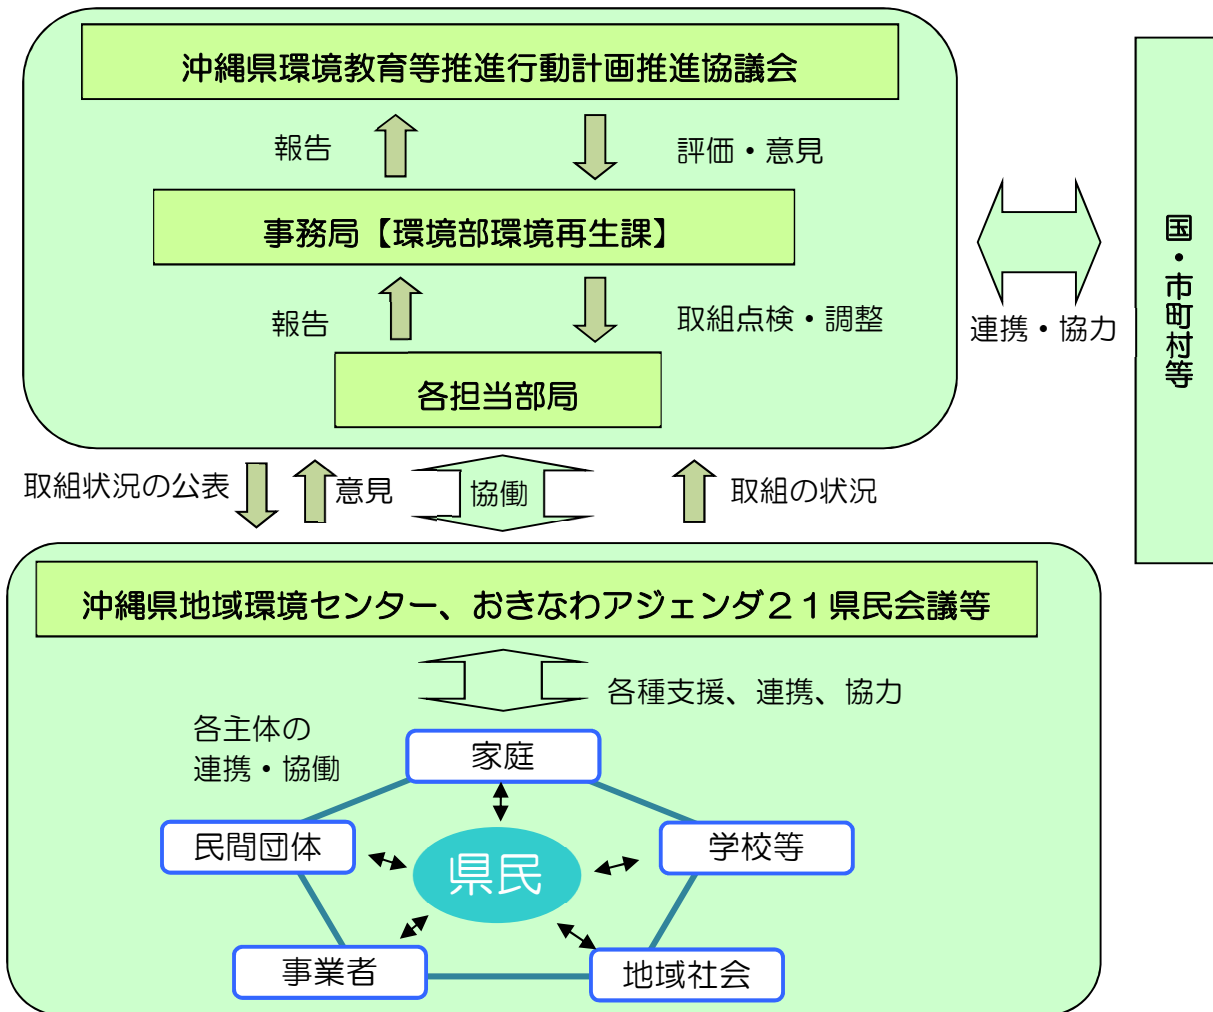 沖縄県環境教育等推進行動計画推進協議会
報告
評価・意見
事務局【環境部環境再生課】
報告
取組点検・調整
各担当部局
連携・協力
国・市町村等
取組状況の公表
意見
協働
取組の状況
沖縄県地域環境センター、おきなわアジェンダ２１県民会議等
各種支援、連携、協力
各主体の
連携・協働
家庭
民間団体
学校等
県民
事業者
地域社会